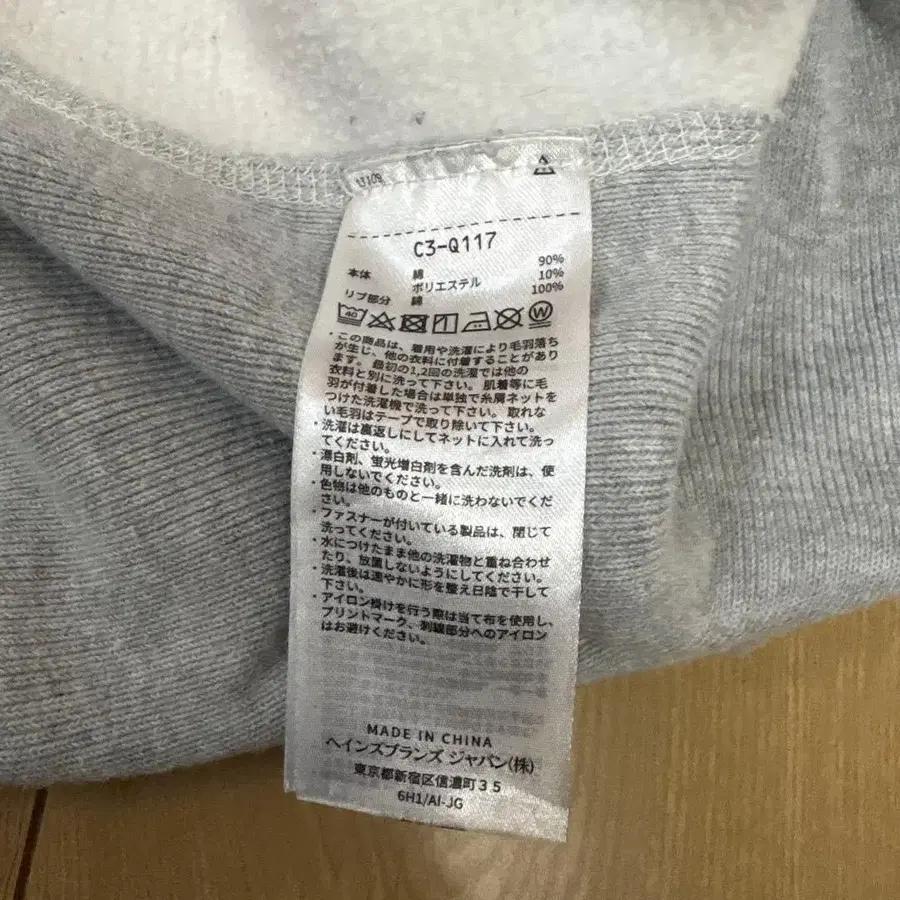 C3-Q117
本体 綿 90%
ポリエステル 10%
リブ部分 綿 100%
40 W
・この商品は、着用や洗濯により毛羽落ち
が生じ、他の衣料に付着することがあり
ます。最初の1,2回の洗濯では他の
衣料と別に洗って下さい。肌着等に毛
羽が付着した場合は単独で糸屑ネットを
つけた洗濯機で洗って下さい。取れな
い毛羽はテープで取り除いて下さい。
・洗濯は裏返しにしてネットに入れて洗っ
てください。
・漂白剤、蛍光増白剤を含んだ洗剤は、使
用しないでください。
・色物は他のものと一緒に洗わないでくだ
さい。
・ファスナーが付いている製品は、閉じて
洗ってください。
・水につけたまま他の洗濯物と重ね合わせ
たり、放置しないようにしてください。
・洗濯後は速やかに形を整え日陰で干して
下さい。
・アイロン掛けを行う際は当て布を使用し、
プリントマーク、刺繍部分へのアイロン
はお避けください。
MADE IN CHINA
ヘインズブランズ ジャパン(株)
東京都新宿区信濃町35
6H1/AI-JG